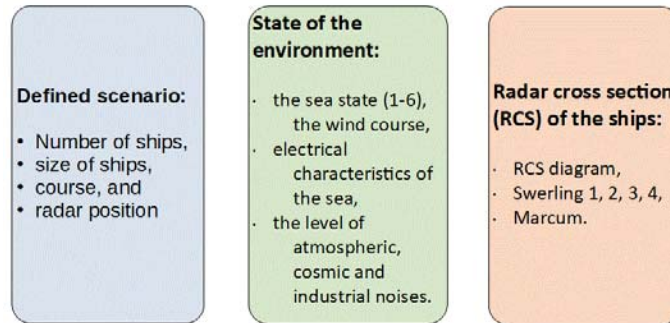 Defined scenario:
• Number of ships,
• size of ships,
• course, and
• radar position
State of the
environment:
· the sea state (1-6),
the wind course,
· electrical
characteristics of
the sea,
· the level of
atmospheric,
cosmic and
industrial noises.
Radar cross section
(RCS) of the ships:
· RCS diagram,
· Swerling 1, 2, 3, 4,
· Marcum.